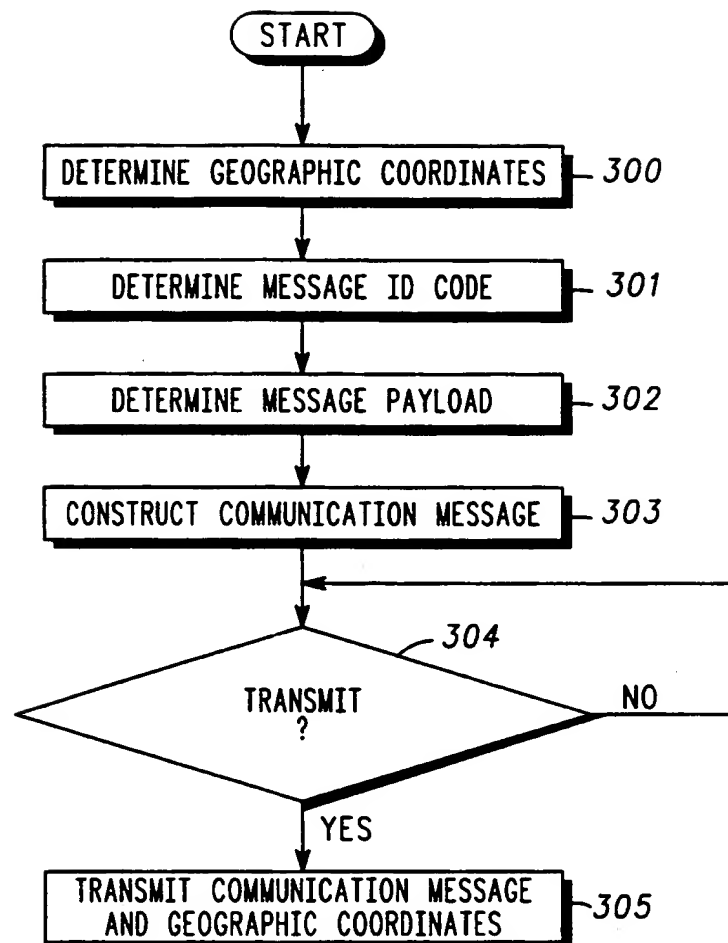 START
DETERMINE GEOGRAPHIC COORDINATES 300
DETERMINE MESSAGE ID CODE 301
DETERMINE MESSAGE PAYLOAD 302
CONSTRUCT COMMUNICATION MESSAGE 303
304
TRANSMIT
?
NO
YES
TRANSMIT COMMUNICATION MESSAGE
AND GEOGRAPHIC COORDINATES
305